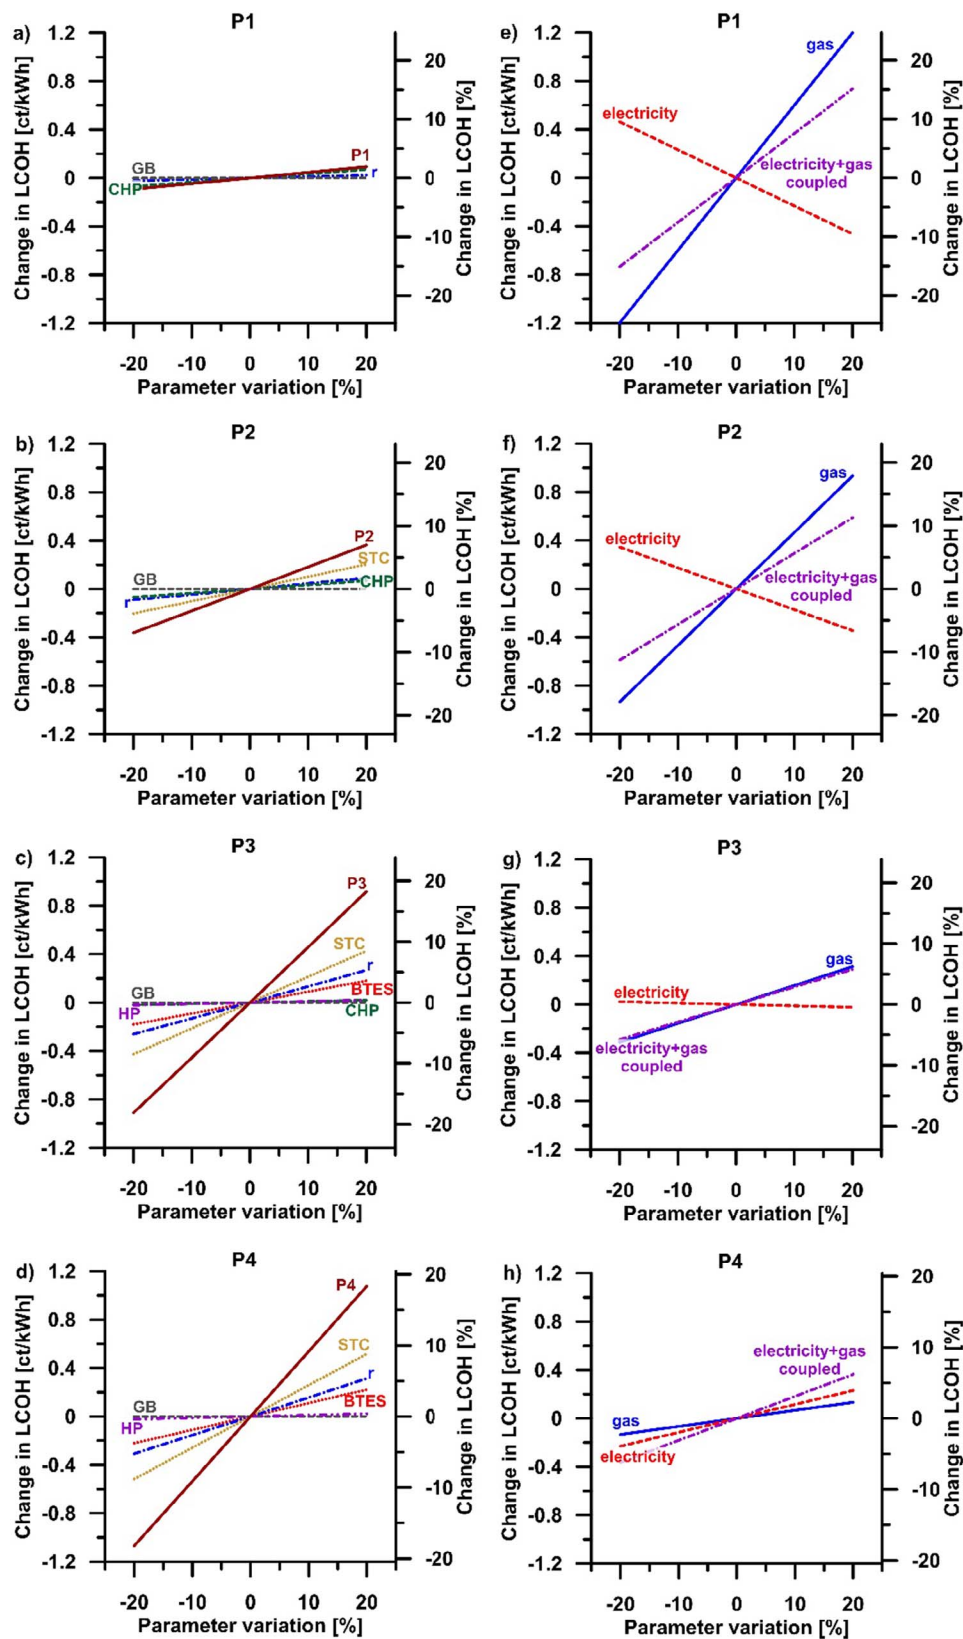 a)
P1
Change in LCOH [ct/kWh]
1.2
0.8
0.4
0
-0.4
-0.8
-1.2
GB
CHP
P1
r
20
10
0
-10
-20
Change in LCOH [%]
-20 -10 0 10 20
Parameter variation [%]
e)
P1
Change in LCOH [ct/kWh]
1.2
0.8
0.4
0
-0.4
-0.8
-1.2
gas
electricity
electricity+gas
coupled
20
10
0
-10
-20
Change in LCOH [%]
-20 -10 0 10 20
Parameter variation [%]
b)
P2
Change in LCOH [ct/kWh]
1.2
0.8
0.4
0
-0.4
-0.8
-1.2
P2
STC
GB
CHP
r
20
10
0
-10
-20
Change in LCOH [%]
-20 -10 0 10 20
Parameter variation [%]
f)
P2
Change in LCOH [ct/kWh]
1.2
0.8
0.4
0
-0.4
-0.8
-1.2
gas
electricity
electricity+gas
coupled
20
10
0
-10
-20
Change in LCOH [%]
-20 -10 0 10 20
Parameter variation [%]
c)
P3
Change in LCOH [ct/kWh]
1.2
0.8
0.4
0
-0.4
-0.8
-1.2
P3
STC
r
GB
BTES
HP
CHP
20
10
0
-10
-20
Change in LCOH [%]
-20 -10 0 10 20
Parameter variation [%]
g)
P3
Change in LCOH [ct/kWh]
1.2
0.8
0.4
0
-0.4
-0.8
-1.2
gas
electricity
electricity+gas
coupled
20
10
0
-10
-20
Change in LCOH [%]
-20 -10 0 10 20
Parameter variation [%]
d)
P4
Change in LCOH [ct/kWh]
1.2
0.8
0.4
0
-0.4
-0.8
-1.2
P4
STC
r
BTES
GB
HP
20
10
0
-10
-20
Change in LCOH [%]
-20 -10 0 10 20
Parameter variation [%]
h)
P4
Change in LCOH [ct/kWh]
1.2
0.8
0.4
0
-0.4
-0.8
-1.2
electricity+gas
coupled
gas
electricity
20
10
0
-10
-20
Change in LCOH [%]
-20 -10 0 10 20
Parameter variation [%]